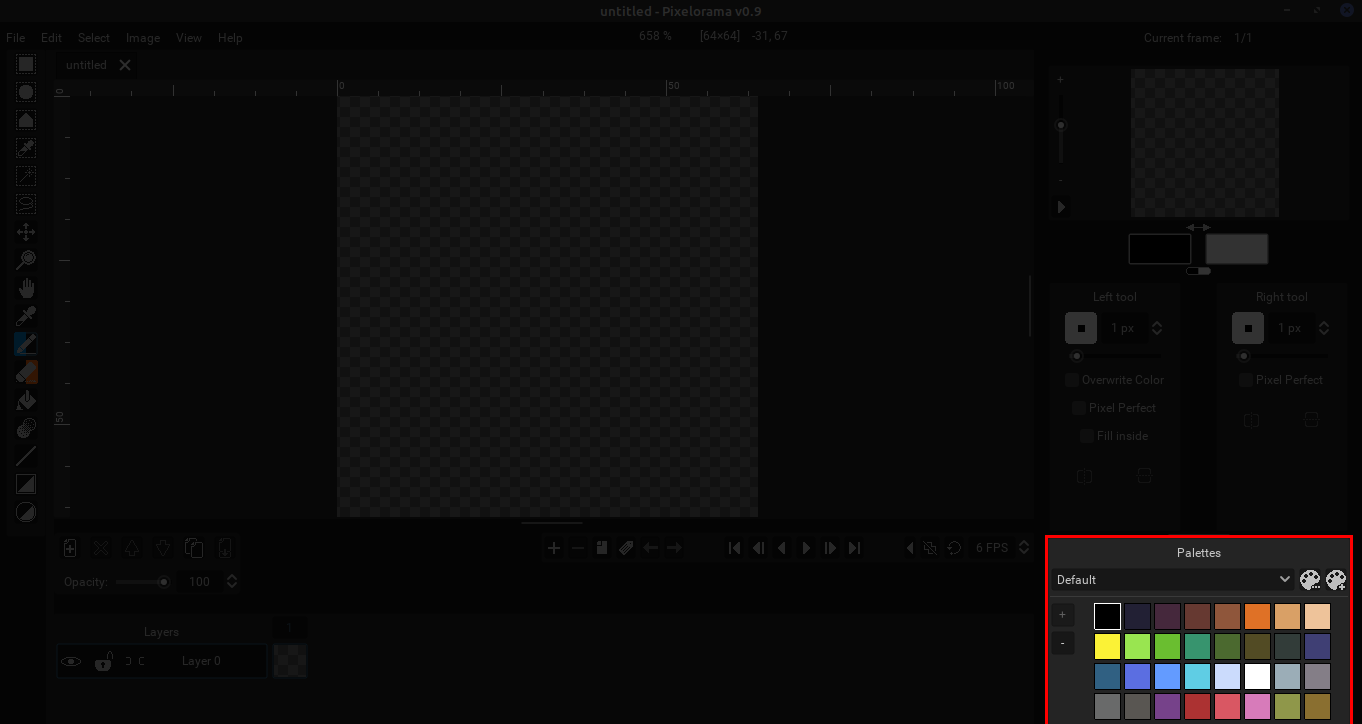 untitled - Pixelorama v0.9
File Edit Select Image View Help 658 % [64×64] -31, 67 Current frame: 1/1
untitled
0 50 100
0
50
+
-
Left tool Right tool
1 px 1 px
Overwrite Color Pixel Perfect
Pixel Perfect
Fill inside
6 FPS
Opacity: 100
Layers 1
Layer 0
Palettes
Default
+
-